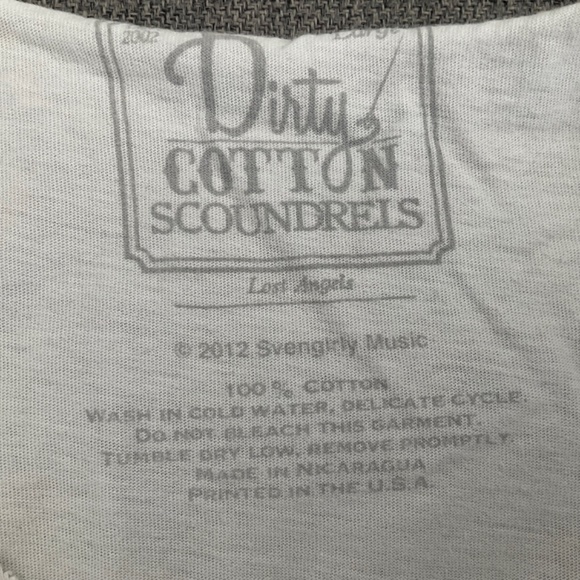 2002 Large
Dirty
COTTON
SCOUNDRELS
Lost Angels
© 2012 Svengirly Music
100% COTTON
WASH IN COLD WATER, DELICATE CYCLE.
DO NOT BLEACH THIS GARMENT.
TUMBLE DRY LOW, REMOVE PROMPTLY.
MADE IN NICARAGUA
PRINTED IN THE U.S.A.